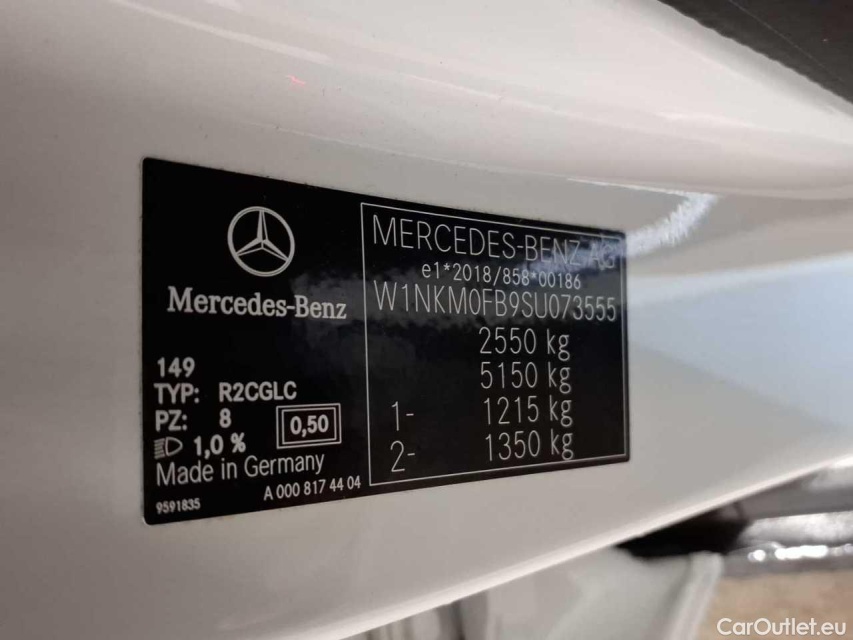 Mercedes-Benz
149
TYP: R2CGLC
PZ: 8
0,50
1,0 %
Made in Germany
9591835 A 000 817 44 04
MERCEDES-BENZ AG
e1*2018/858*00186
W1NKM0FB9SU073555
2550 kg
5150 kg
1- 1215 kg
2- 1350 kg
CarOutlet.eu